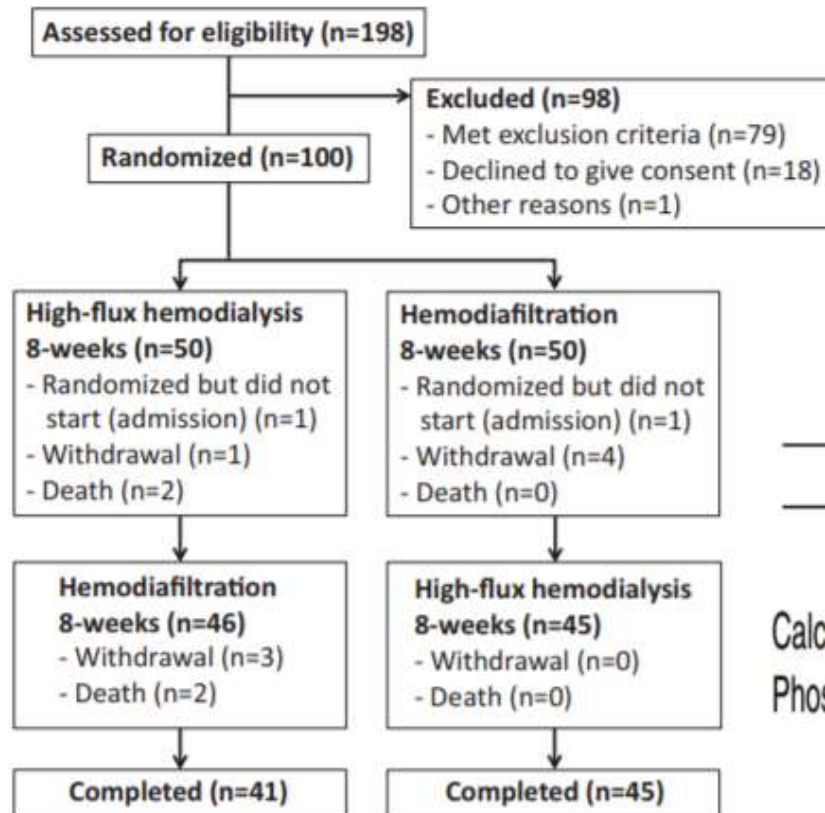 Assessed for eligibility (n=198)
Excluded (n=98)
- Met exclusion criteria (n=79)
- Declined to give consent (n=18)
- Other reasons (n=1)
Randomized (n=100)
High-flux hemodialysis
8-weeks (n=50)
- Randomized but did not
start (admission) (n=1)
- Withdrawal (n=1)
- Death (n=2)
Hemodiafiltration
8-weeks (n=50)
- Randomized but did not
start (admission) (n=1)
- Withdrawal (n=4)
- Death (n=0)
Hemodiafiltration
8-weeks (n=46)
- Withdrawal (n=3)
- Death (n=2)
High-flux hemodialysis
8-weeks (n=45)
- Withdrawal (n=0)
- Death (n=0)
Calc
Phos
Completed (n=41)
Completed (n=45)